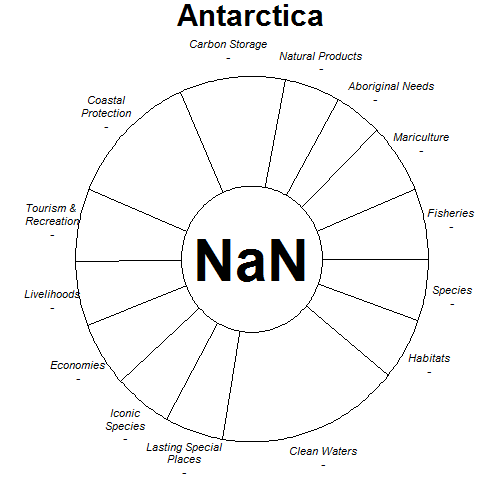 Antarctica
Carbon Storage
-
Natural Products
-
Aboriginal Needs
-
Mariculture
-
Fisheries
-
Species
-
Habitats
-
Clean Waters
-
Lasting Special
Places
-
Iconic
Species
-
Economies
-
Livelihoods
-
Tourism &
Recreation
-
Coastal
Protection
-
NaN